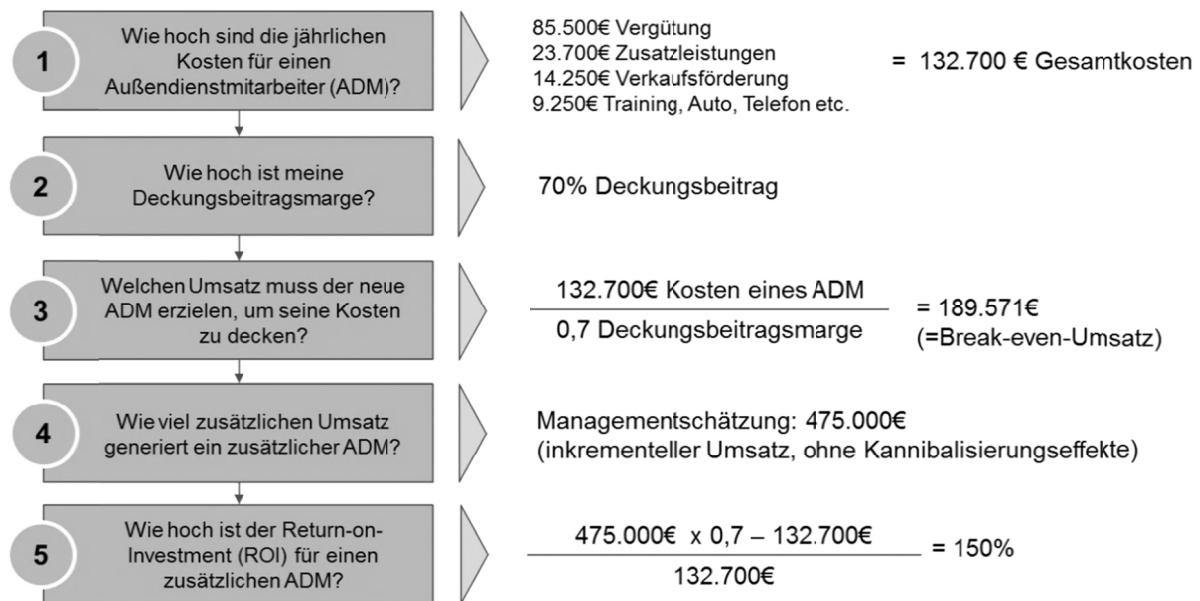 1
Wie hoch sind die jährlichen
Kosten für einen
Außendienstmitarbeiter (ADM)?
85.500€ Vergütung
23.700€ Zusatzleistungen
14.250€ Verkaufsförderung
9.250€ Training, Auto, Telefon etc.
= 132.700 € Gesamtkosten
2
Wie hoch ist meine
Deckungsbeitragsmarge?
70% Deckungsbeitrag
3
Welchen Umsatz muss der neue
ADM erzielen, um seine Kosten
zu decken?
132.700€ Kosten eines ADM
0,7 Deckungsbeitragsmarge
= 189.571€
(=Break-even-Umsatz)
4
Wie viel zusätzlichen Umsatz
generiert ein zusätzlicher ADM?
Managementschätzung: 475.000€
(inkrementeller Umsatz, ohne Kannibalisierungseffekte)
5
Wie hoch ist der Return-on-
Investment (ROI) für einen
zusätzlichen ADM?
475.000€ x 0,7 – 132.700€
132.700€
= 150%